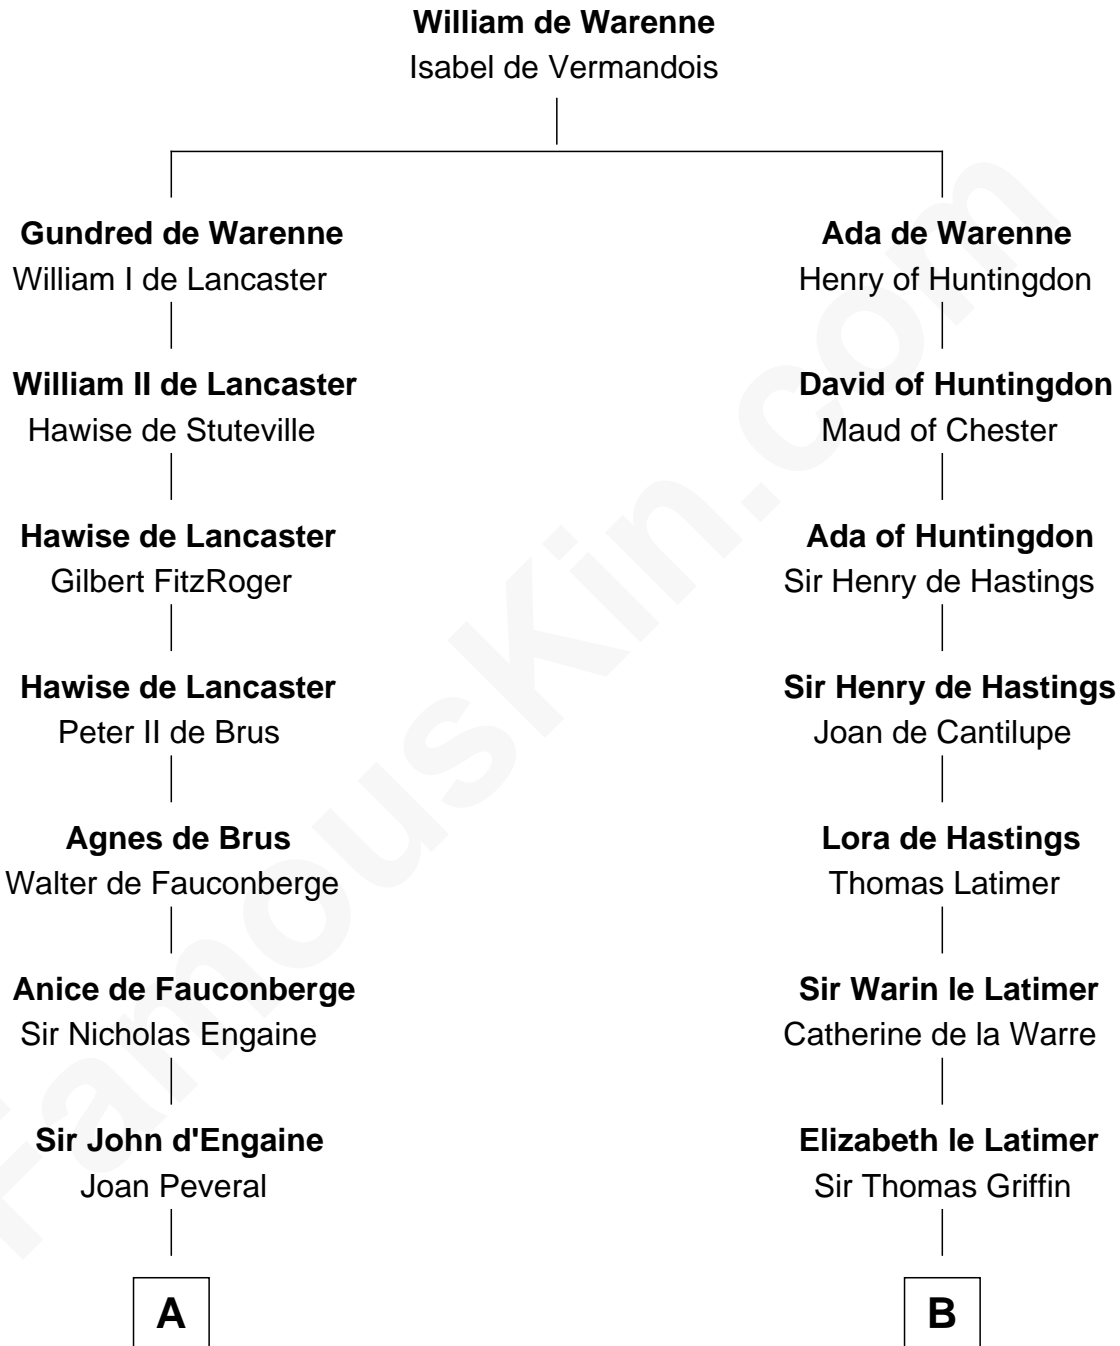 William de Warenne
Isabel de Vermandois
Gundred de Warenne
William I de Lancaster
Ada de Warenne
Henry of Huntingdon
William II de Lancaster
Hawise de Stuteville
David of Huntingdon
Maud of Chester
Hawise de Lancaster
Gilbert FitzRoger
Ada of Huntingdon
Sir Henry de Hastings
Hawise de Lancaster
Peter II de Brus
Sir Henry de Hastings
Joan de Cantilupe
Agnes de Brus
Walter de Fauconberge
Lora de Hastings
Thomas Latimer
Anice de Fauconberge
Sir Nicholas Engaine
Sir Warin le Latimer
Catherine de la Warre
Sir John d'Engaine
Joan Peveral
Elizabeth le Latimer
Sir Thomas Griffin
A
B
FamousKin.com